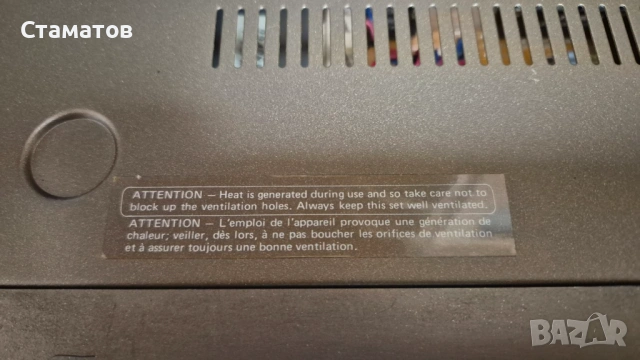 Стаматов
ATTENTION — Heat is generated during use and so take care not to
block up the ventilation holes. Always keep this set well ventilated.
ATTENTION — L'emploi de l'appareil provoque une génération de
chaleur; veiller, dès lors, à ne pas boucher les orifices de ventilation
et à assurer toujours une bonne ventilation.
BAZAR